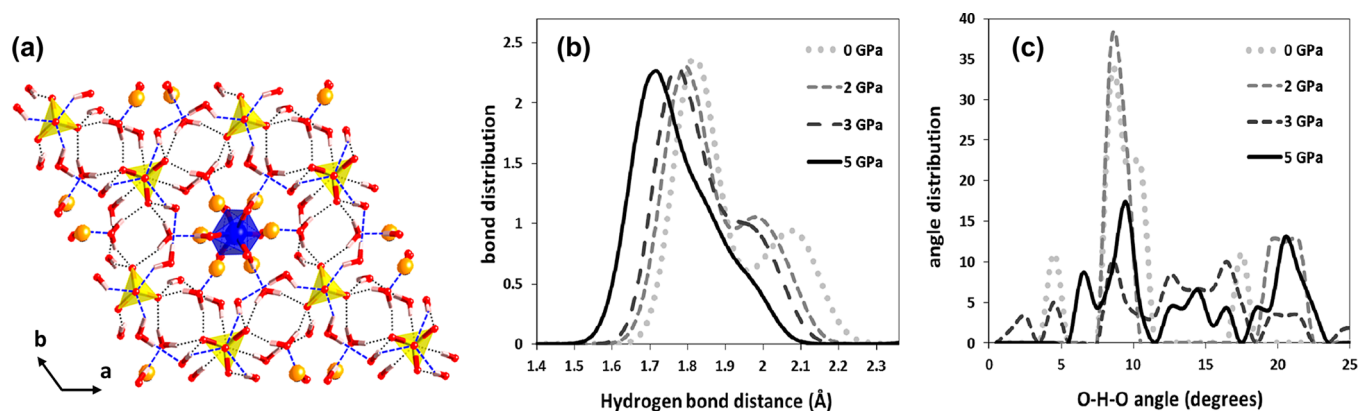 (a)
b
a
(b)
bond distribution
2.5
2
1.5
1
0.5
0
1.4 1.5 1.6 1.7 1.8 1.9 2 2.1 2.2 2.3
Hydrogen bond distance (Å)
0 GPa
2 GPa
3 GPa
5 GPa
(c)
angle distribution
40
35
30
25
20
15
10
5
0
0 5 10 15 20 25
O-H-O angle (degrees)
0 GPa
2 GPa
3 GPa
5 GPa